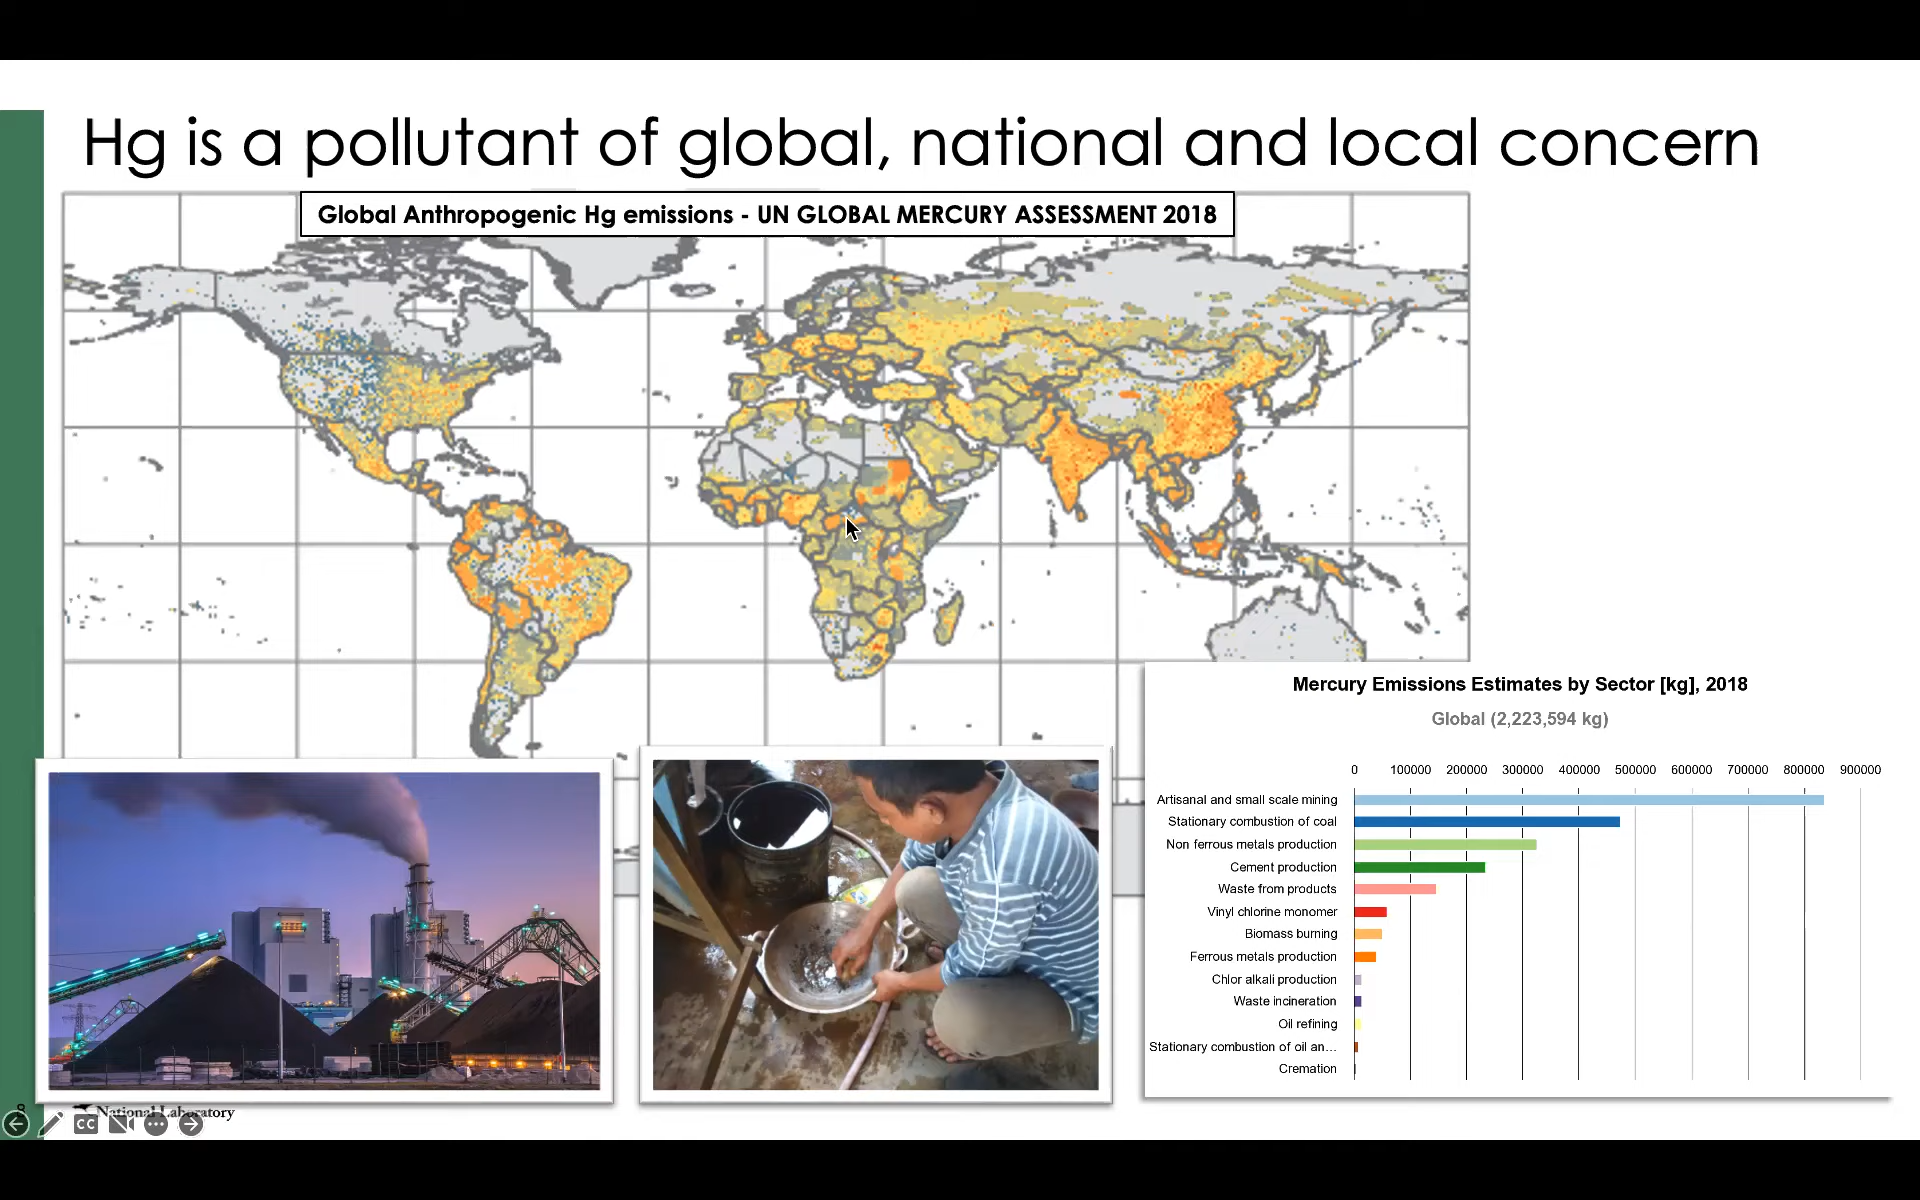 Hg is a pollutant of global, national and local concern
Global Anthropogenic Hg emissions - UN GLOBAL MERCURY ASSESSMENT 2018
Mercury Emissions Estimates by Sector [kg], 2018
Global (2,223,594 kg)
0 100000 200000 300000 400000 500000 600000 700000 800000 900000
Artisanal and small scale mining
Stationary combustion of coal
Non ferrous metals production
Cement production
Waste from products
Vinyl chlorine monomer
Biomass burning
Ferrous metals production
Chlor alkali production
Waste incineration
Oil refining
Stationary combustion of oil an...
Cremation
National Laboratory
CC